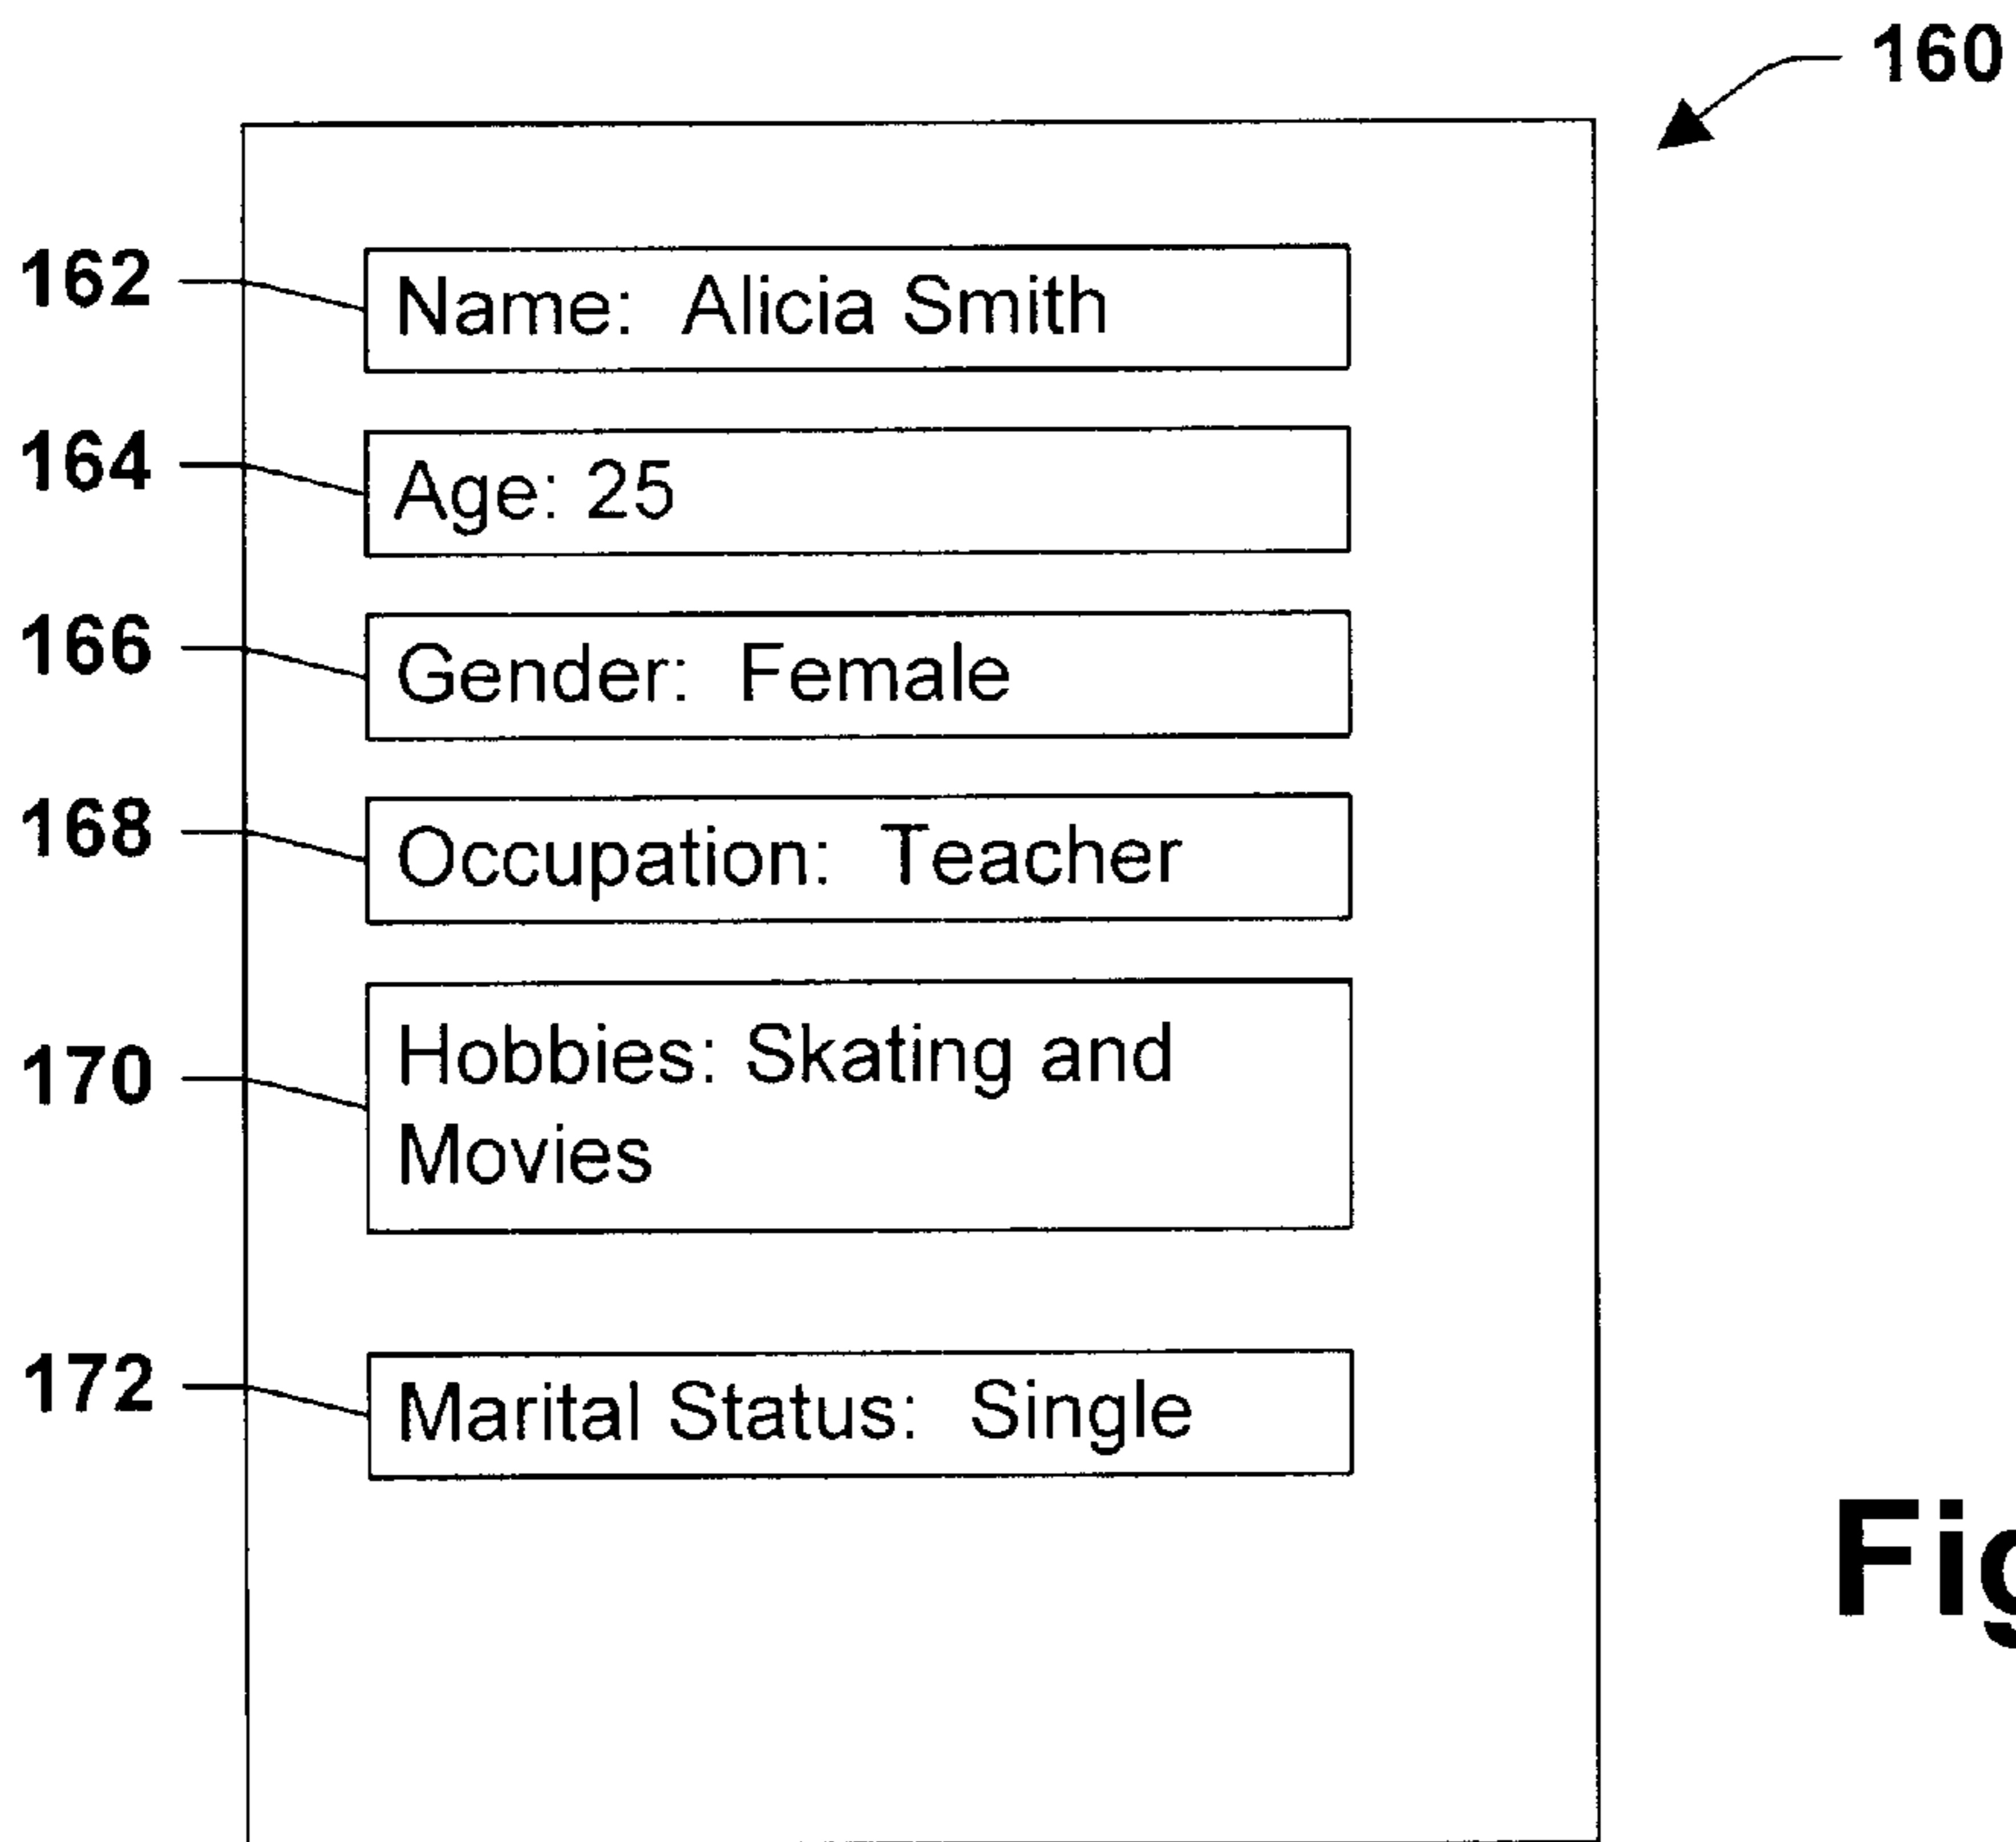 160
162 Name: Alicia Smith
164 Age: 25
166 Gender: Female
168 Occupation: Teacher
170 Hobbies: Skating and
Movies
172 Marital Status: Single